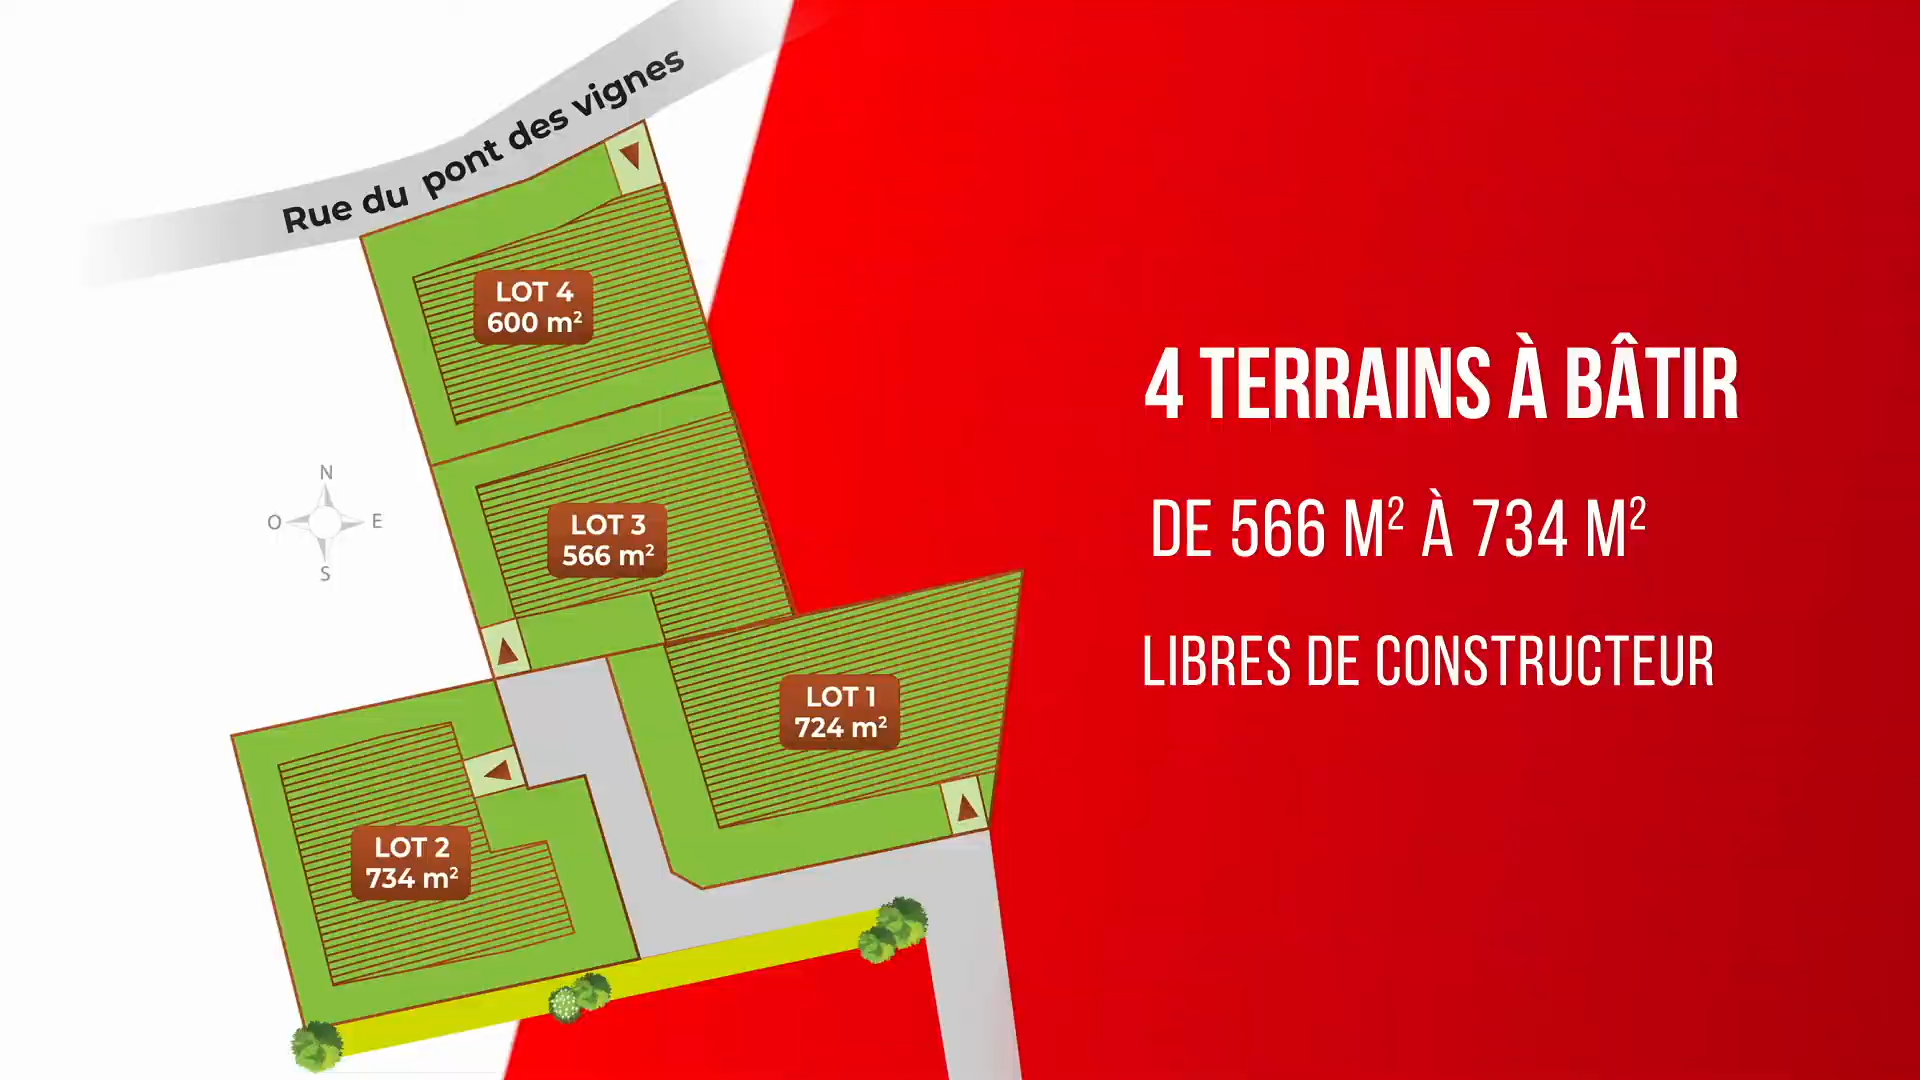 Rue du pont des vignes
LOT 4
600 m²
N
O
E
S
LOT 3
566 m²
LOT 1
724 m²
LOT 2
734 m²
4 TERRAINS À BÂTIR
DE 566 M² À 734 M²
LIBRES DE CONSTRUCTEUR